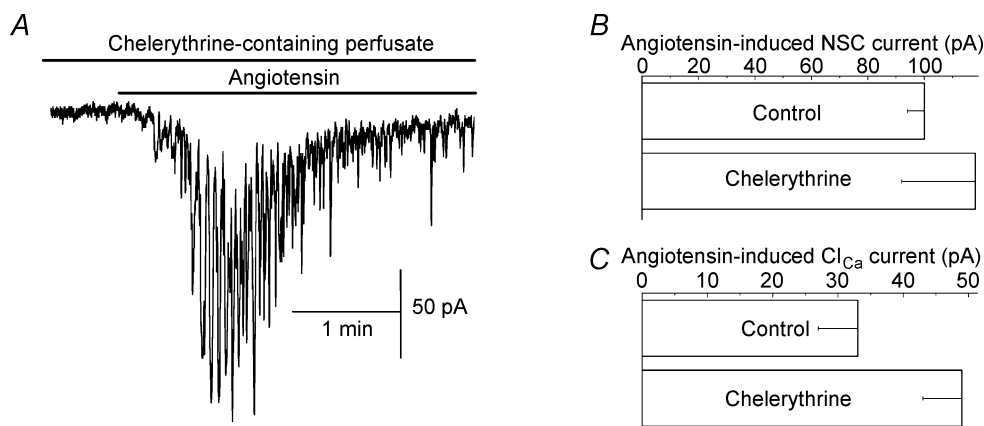 A
Chelerythrine-containing perfusate
Angiotensin
50 pA
1 min
B
Angiotensin-induced NSC current (pA)
0 20 40 60 80 100
Control
Chelerythrine
C
Angiotensin-induced ClCa current (pA)
0 10 20 30 40 50
Control
Chelerythrine